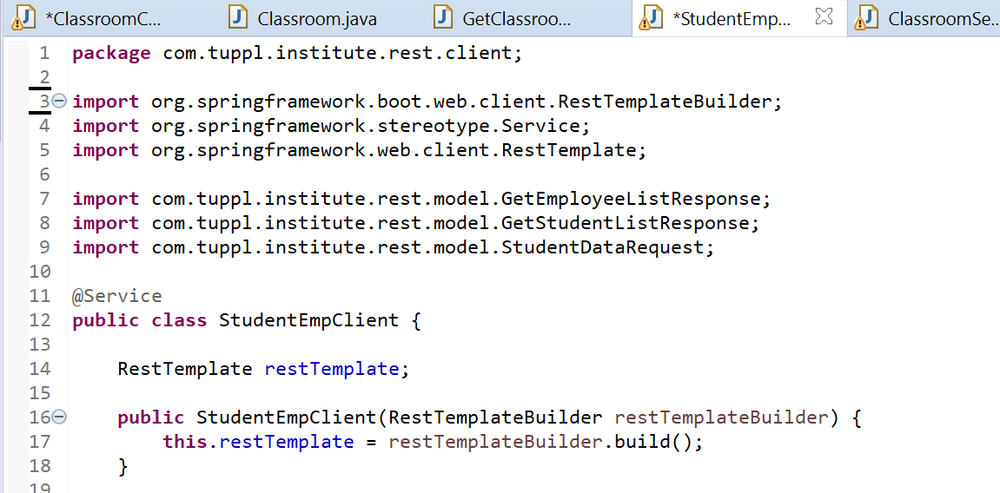 *ClassroomC... Classroom.java GetClassroo... *StudentEmp... ClassroomSe...
1 package com.tuppl.institute.rest.client;
2
3 import org.springframework.boot.web.client.RestTemplateBuilder;
4 import org.springframework.stereotype.Service;
5 import org.springframework.web.client.RestTemplate;
6
7 import com.tuppl.institute.rest.model.GetEmployeeListResponse;
8 import com.tuppl.institute.rest.model.GetStudentListResponse;
9 import com.tuppl.institute.rest.model.StudentDataRequest;
10
11 @Service
12 public class StudentEmpClient {
13
14 RestTemplate restTemplate;
15
16 public StudentEmpClient(RestTemplateBuilder restTemplateBuilder) {
17 this.restTemplate = restTemplateBuilder.build();
18 }
19